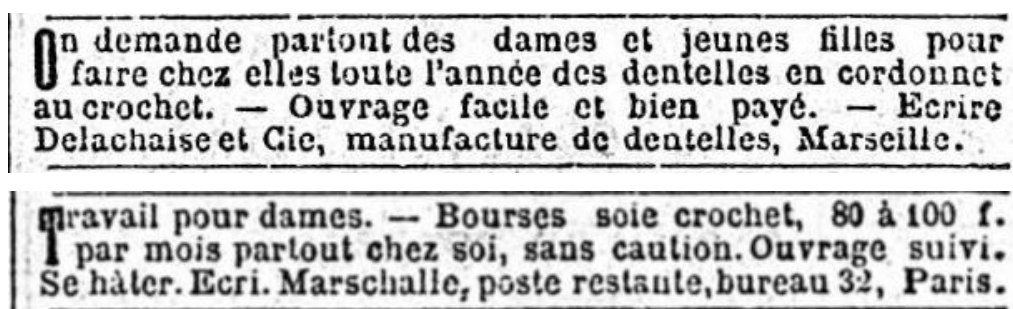 On demande partout des dames et jeunes filles pour
faire chez elles toute l'année des dentelles en cordonnet
au crochet. — Ouvrage facile et bien payé. — Ecrire
Delachaise et Cie, manufacture de dentelles, Marseille.
Travail pour dames. — Bourses soie crochet, 80 à 100 f.
par mois partout chez soi, sans caution. Ouvrage suivi.
Se hâter. Ecri. Marschalle, poste restante, bureau 32, Paris.